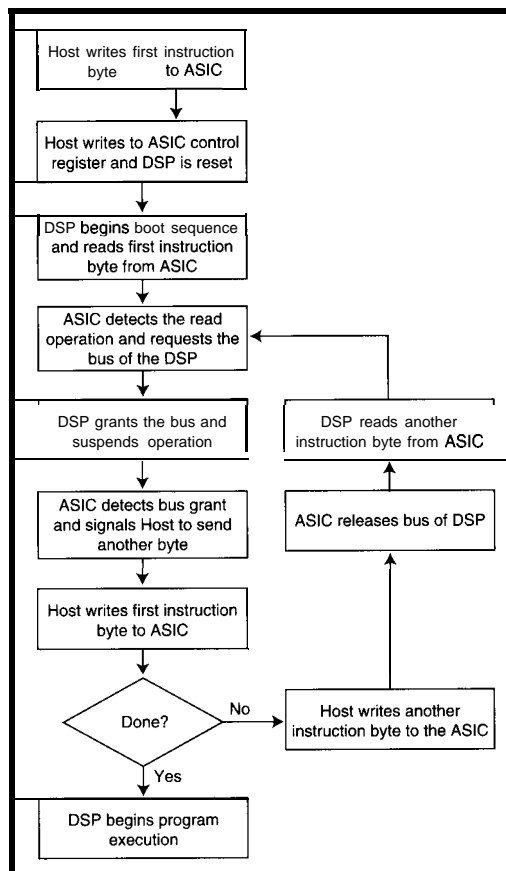 Host writes first instruction
byte to ASIC
Host writes to ASIC control
register and DSP is reset
DSP begins boot sequence
and reads first instruction
byte from ASIC
ASIC detects the read
operation and requests the
bus of the DSP
DSP grants the bus and
suspends operation
ASIC detects bus grant
and signals Host to send
another byte
Host writes first instruction
byte to ASIC
Done?
No
Yes
DSP begins program
execution
Host writes another
instruction byte to the ASIC
ASIC releases bus of DSP
DSP reads another
instruction byte from ASIC